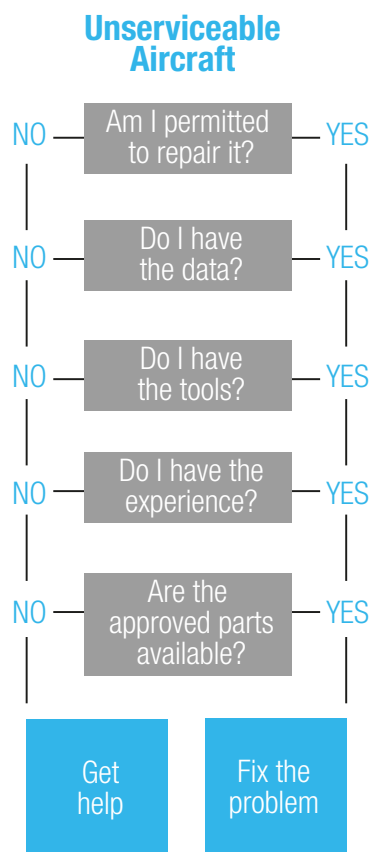 Unserviceable
Aircraft
NO
Am I permitted
to repair it?
YES
NO
Do I have
the data?
YES
NO
Do I have
the tools?
YES
NO
Do I have the
experience?
YES
NO
Are the
approved parts
available?
YES
Get
help
Fix the
problem